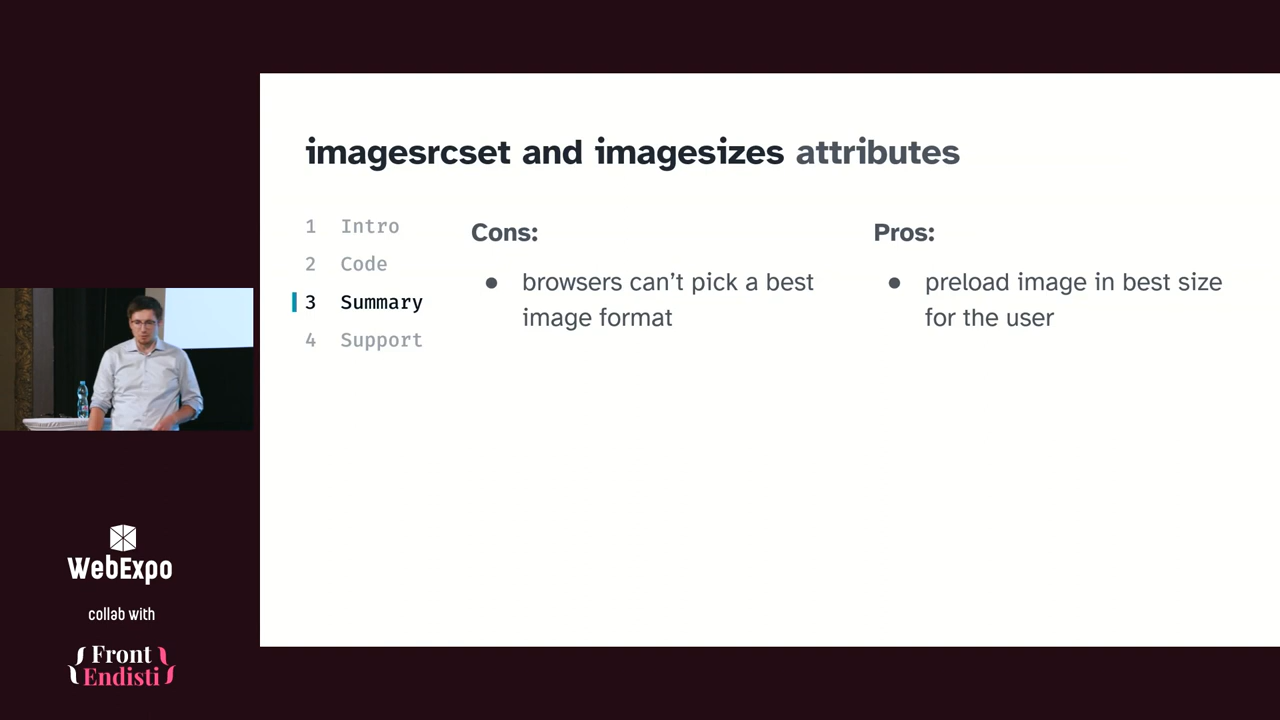 imagesrcset and imagesizes attributes
1 Intro
2 Code
3 Summary
4 Support
Cons:
● browsers can’t pick a best
image format
Pros:
● preload image in best size
for the user
WebExpo
collab with
{Front}
{Endisti}